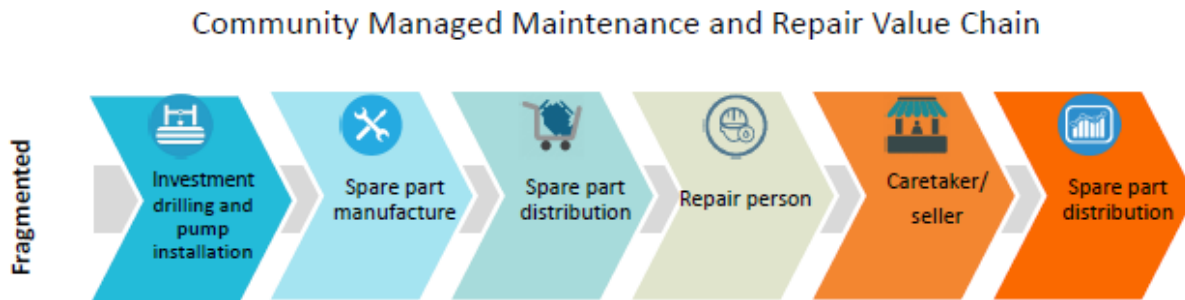 Community Managed Maintenance and Repair Value Chain
Fragmented
Investment
drilling and
pump
installation
Spare part
manufacture
Spare part
distribution
Repair person
Caretaker/
seller
Spare part
distribution